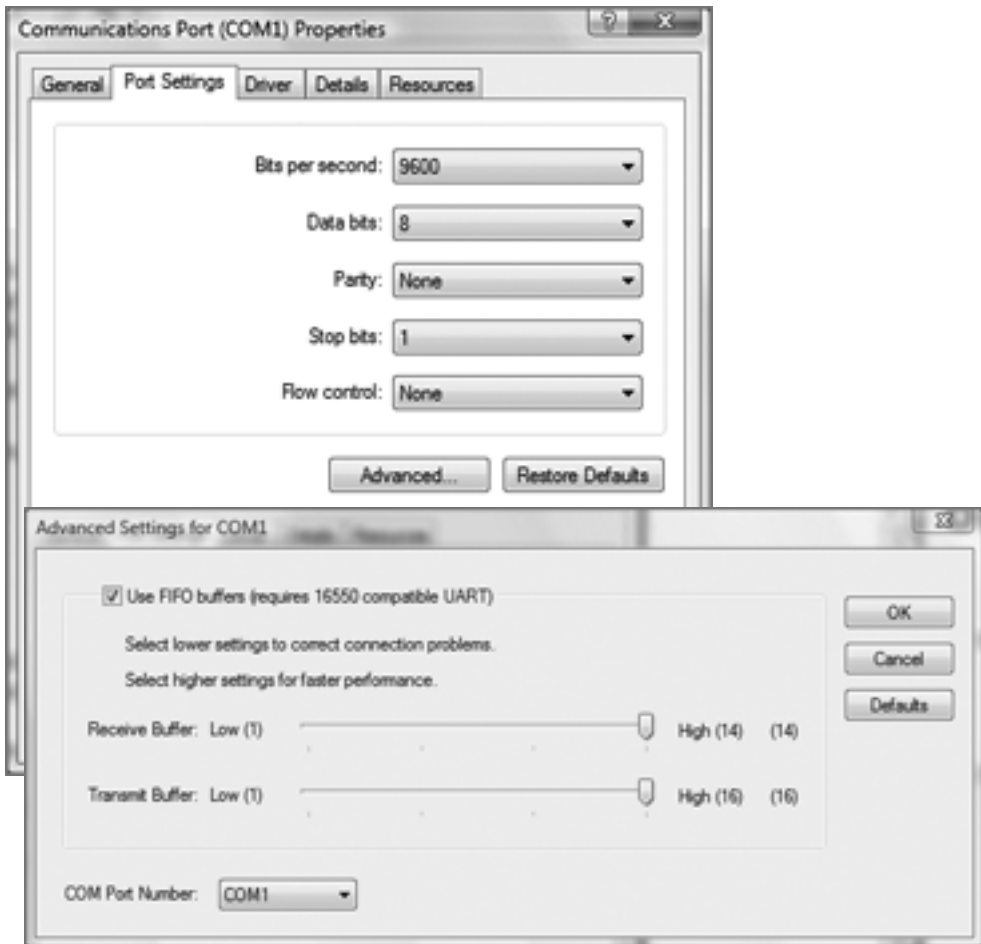 Communications Port (COM1) Properties
General Port Settings Driver Details Resources
Bits per second: 9600
Data bits: 8
Parity: None
Stop bits: 1
Flow control: None
Advanced... Restore Defaults
Advanced Settings for COM1
Use FIFO buffers (requires 16550 compatible UART)
OK
Select lower settings to correct connection problems.
Cancel
Select higher settings for faster performance.
Defaults
Receive Buffer: Low (1) High (14) (14)
Transmit Buffer: Low (1) High (16) (16)
COM Port Number: COM1